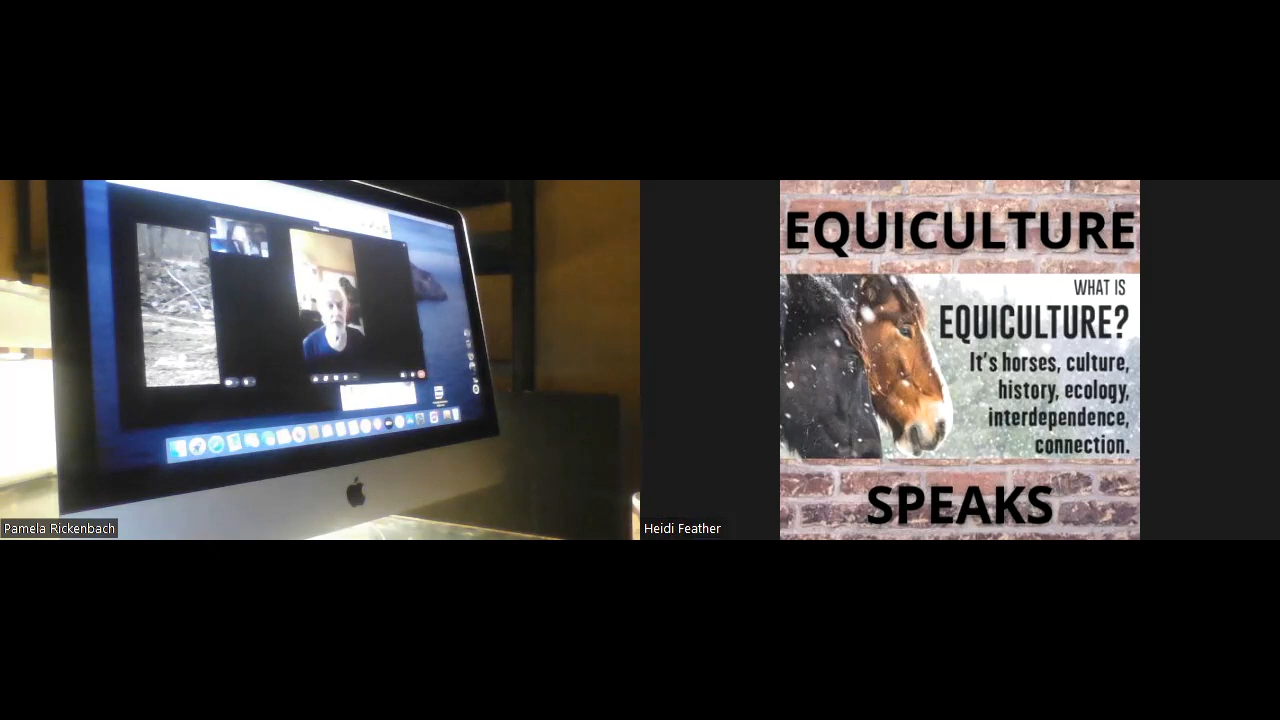 Pamela Rickenbach
EQUICULTURE
WHAT IS
EQUICULTURE?
It's horses, culture,
history, ecology,
interdependence,
connection.
SPEAKS
Heidi Feather